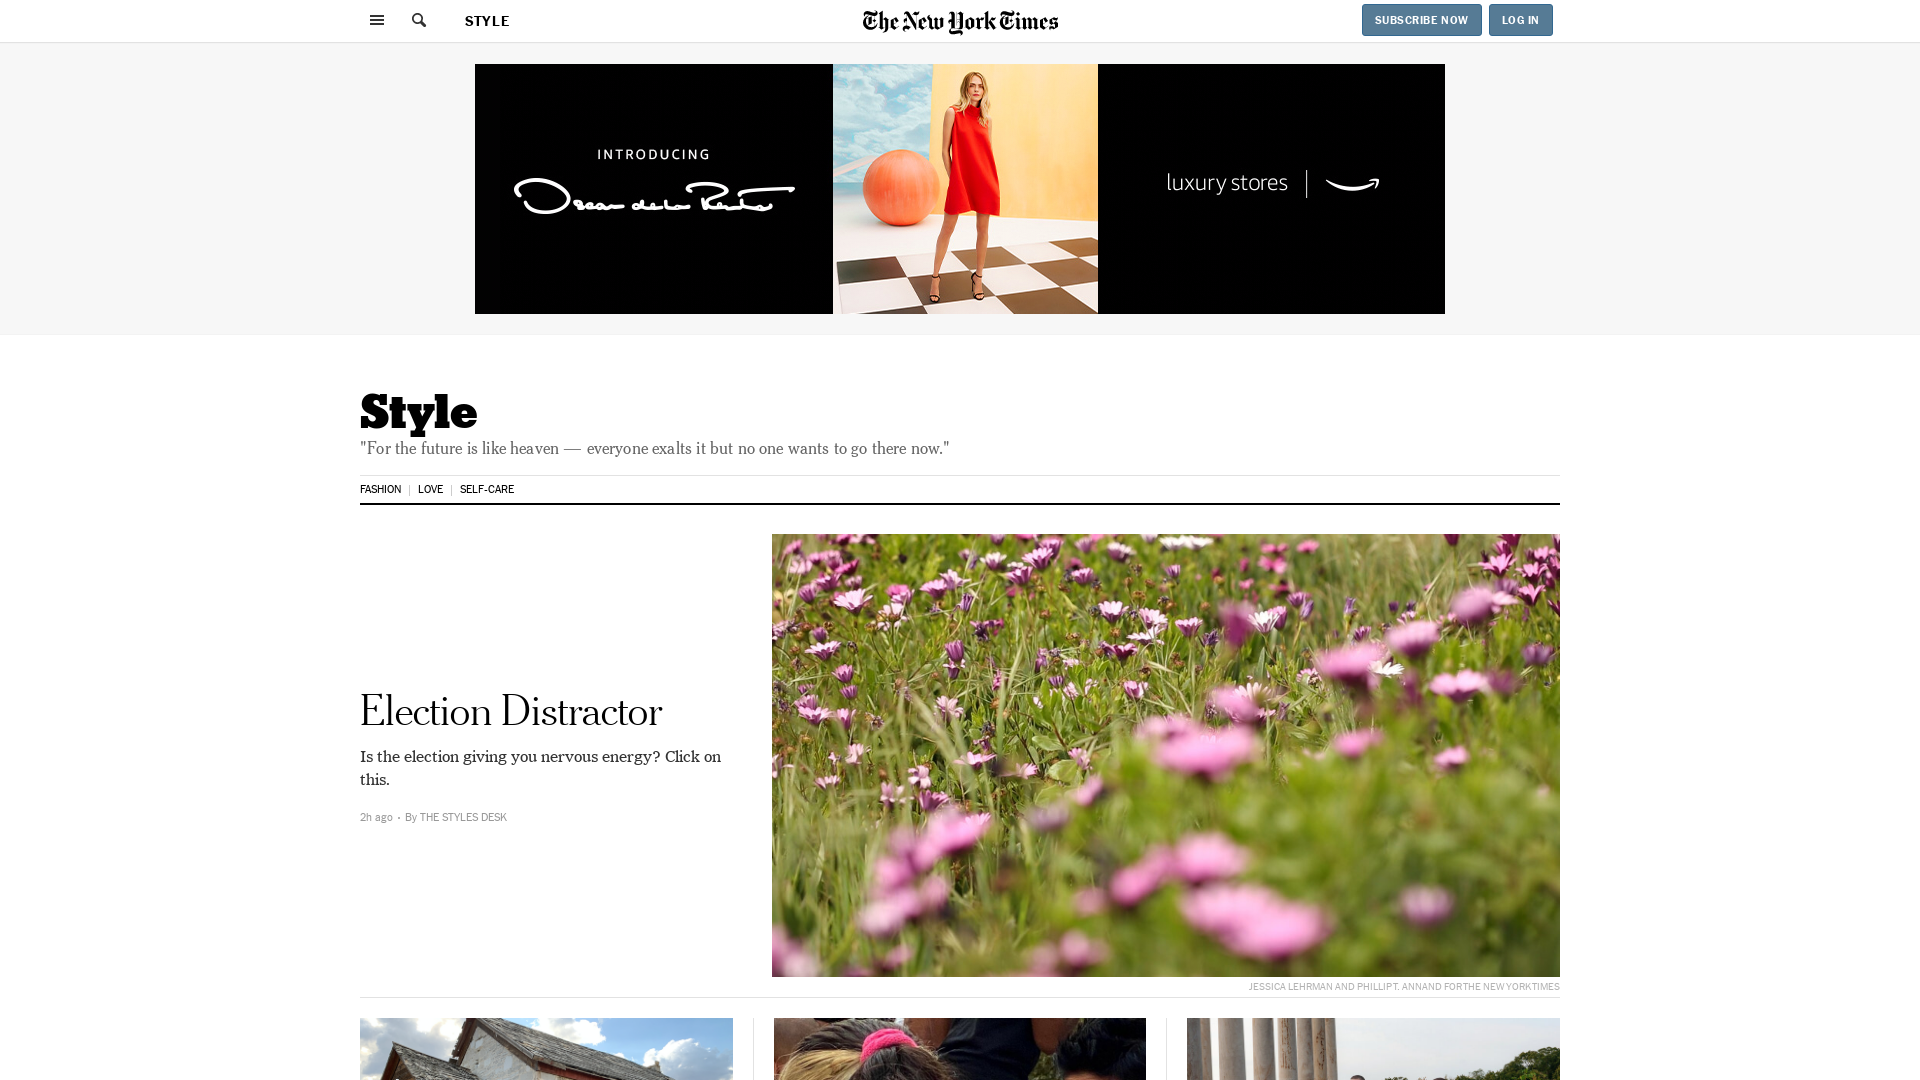 STYLE
The New York Times
SUBSCRIBE NOW
LOG IN
INTRODUCING
Oscar de la Renta
luxury stores
Style
"For the future is like heaven — everyone exalts it but no one wants to go there now."
FASHION
LOVE
SELF-CARE
Election Distractor
Is the election giving you nervous energy? Click on
this.
2h ago • By THE STYLES DESK
JESSICA LEHRMAN AND PHILLIP T. ANNAND FOR THE NEW YORK TIMES